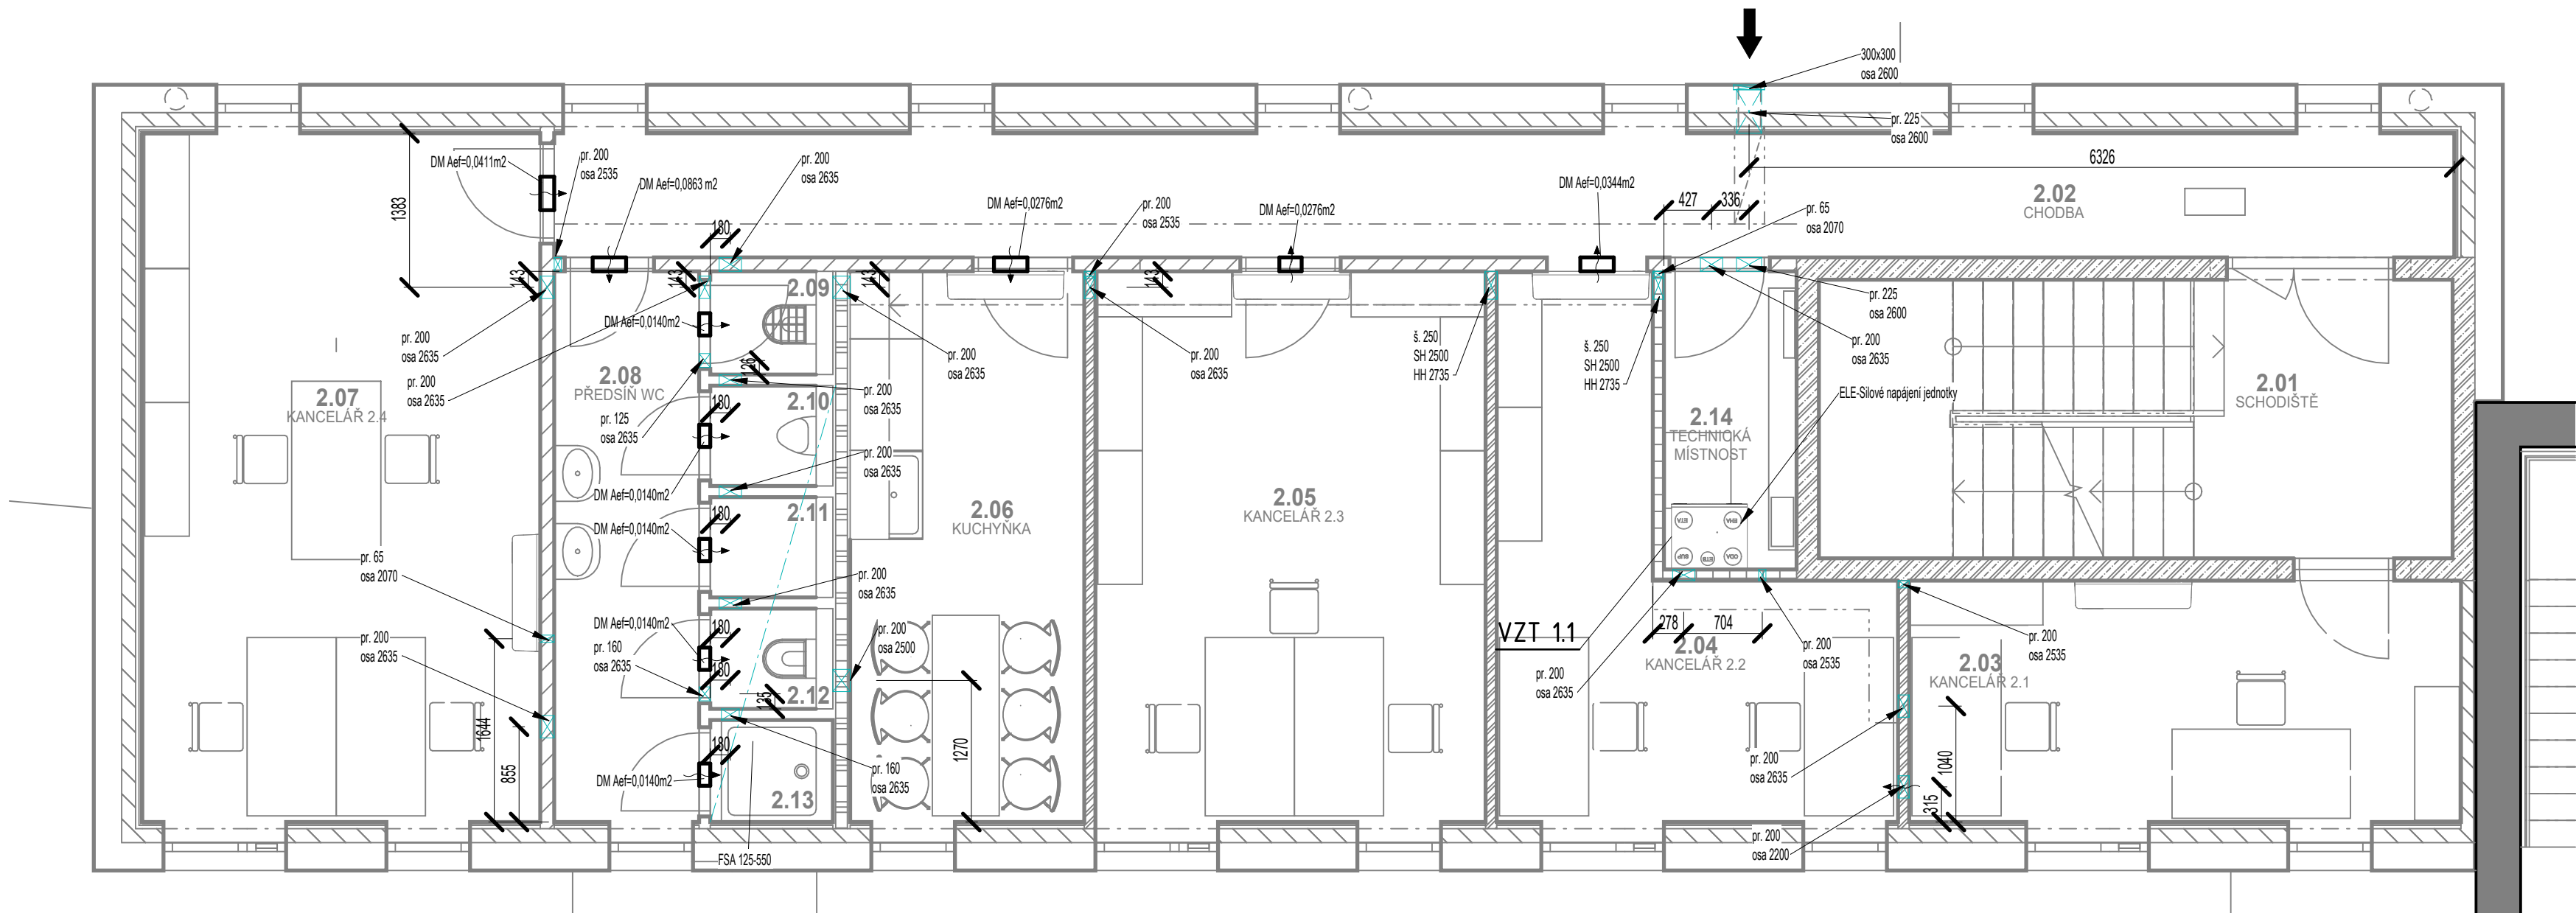 300x300
osa 2600
pr. 225
osa 2600
6326
DM Aef=0,0411m2
pr. 200
osa 2535
DM Aef=0,0863 m2
pr. 200
osa 2635
DM Aef=0,0276m2
pr. 200
osa 2535
DM Aef=0,0276m2
DM Aef=0,0344m2
427
336
pr. 65
osa 2070
2.02
CHODBA
1383
180
143
143
143
143
2.09
DM Aef=0,0140m2
pr. 200
osa 2635
pr. 200
osa 2635
126
pr. 200
osa 2635
pr. 200
osa 2635
š. 250
SH 2500
HH 2735
š. 250
SH 2500
HH 2735
pr. 225
osa 2600
pr. 200
osa 2635
2.07
KANCELÁŘ 2.4
2.08
PŘEDSÍŇ WC
pr. 125
osa 2635
180
2.10
pr. 200
osa 2635
ELE-Silové napájení jednotky
2.14
TECHNICKÁ
MÍSTNOST
2.01
SCHODIŠTĚ
pr. 200
osa 2635
DM Aef=0,0140m2
DM Aef=0,0140m2
180
2.11
2.06
KUCHYŇKA
2.05
KANCELÁŘ 2.3
ETA
EHA
SUP
ETS
ODA
pr. 65
osa 2070
pr. 200
osa 2635
DM Aef=0,0140m2
180
pr. 160
osa 2635
180
135
2.12
pr. 200
osa 2635
pr. 200
osa 2500
VZT 1.1
278
704
2.04
KANCELÁŘ 2.2
pr. 200
osa 2635
pr. 200
osa 2535
pr. 200
osa 2535
2.03
KANCELÁŘ 2.1
1644
855
180
DM Aef=0,0140m2
2.13
pr. 160
osa 2635
1270
pr. 200
osa 2635
1040
315
pr. 200
osa 2200
FSA 125-550